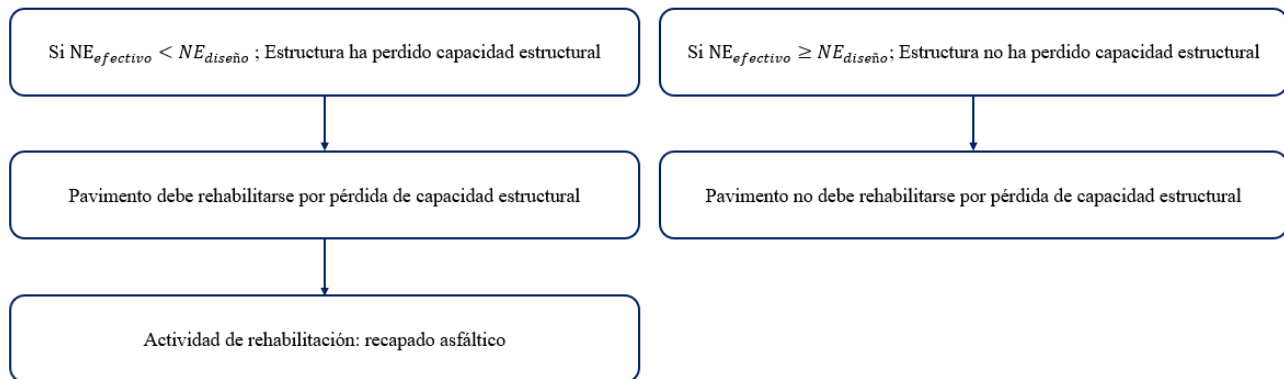 Si NE_efectivo < NE_diseño ; Estructura ha perdido capacidad estructural
Si NE_efectivo ≥ NE_diseño; Estructura no ha perdido capacidad estructural
Pavimento debe rehabilitarse por pérdida de capacidad estructural
Pavimento no debe rehabilitarse por pérdida de capacidad estructural
Actividad de rehabilitación: recapado asfáltico